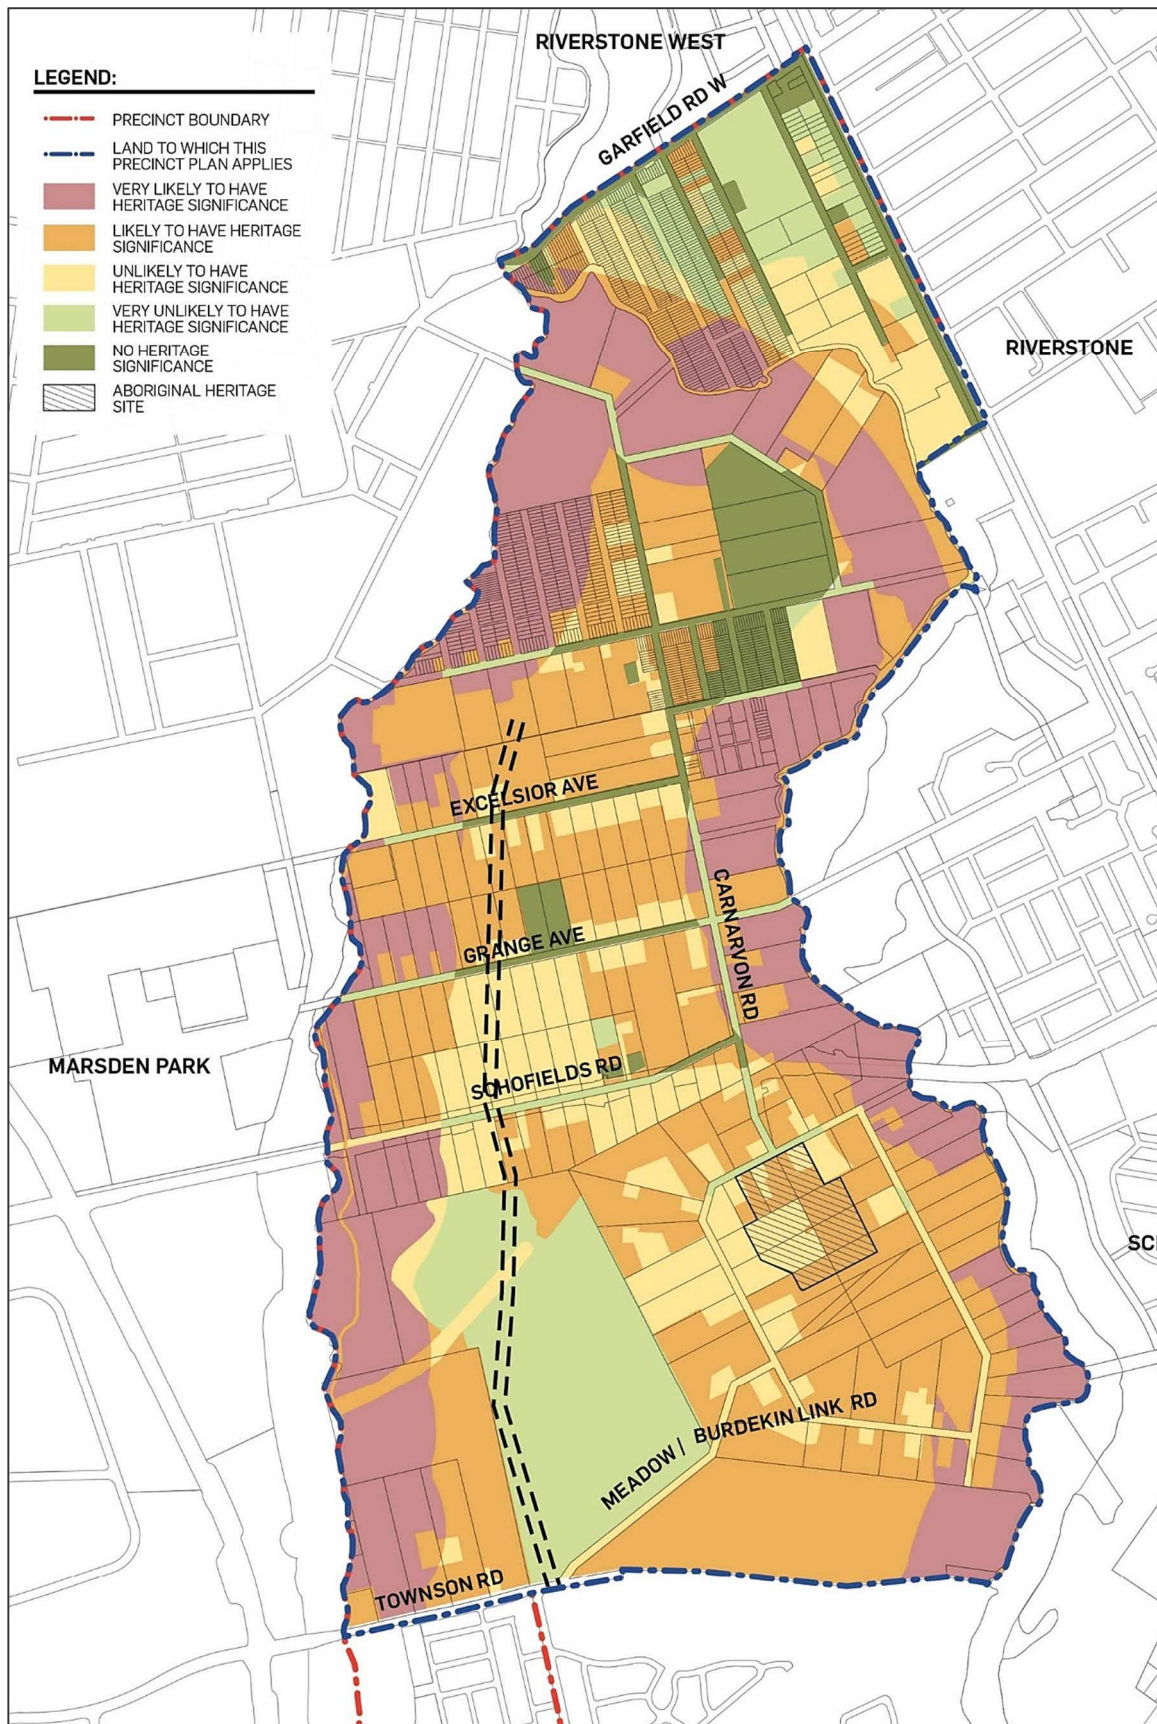 RIVERSTONE WEST
LEGEND:
PRECINCT BOUNDARY
LAND TO WHICH THIS
PRECINCT PLAN APPLIES
VERY LIKELY TO HAVE
HERITAGE SIGNIFICANCE
LIKELY TO HAVE HERITAGE
SIGNIFICANCE
UNLIKELY TO HAVE
HERITAGE SIGNIFICANCE
VERY UNLIKELY TO HAVE
HERITAGE SIGNIFICANCE
NO HERITAGE
SIGNIFICANCE
ABORIGINAL HERITAGE
SITE
GARFIELD RD W
RIVERSTONE
EXCELSIOR AVE
CARNARVON RD
GRANGE AVE
MARSDEN PARK
SCHOFIELDS RD
SC
MEADOW | BURDEKIN LINK RD
TOWNSON RD